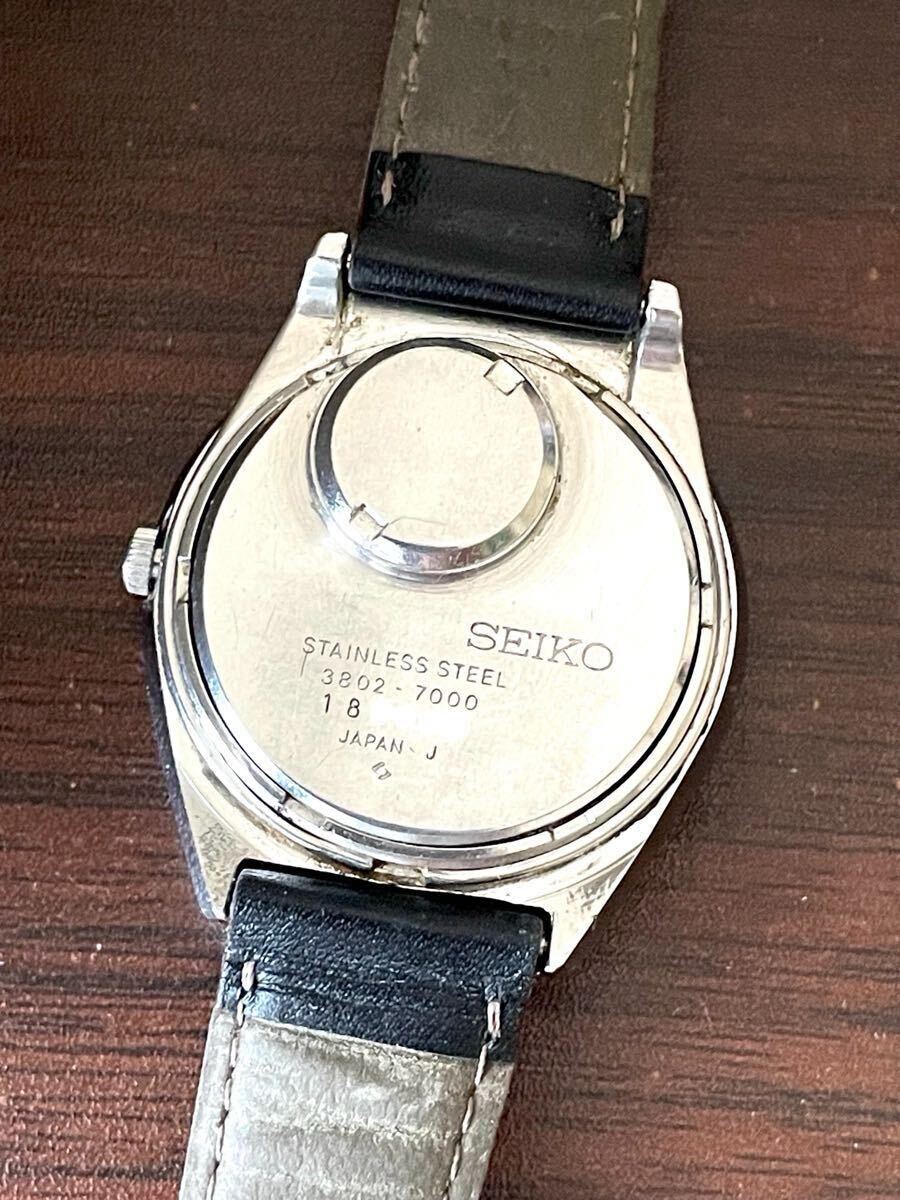 SEIKO
STAINLESS STEEL
3802-7000
18
JAPAN-J